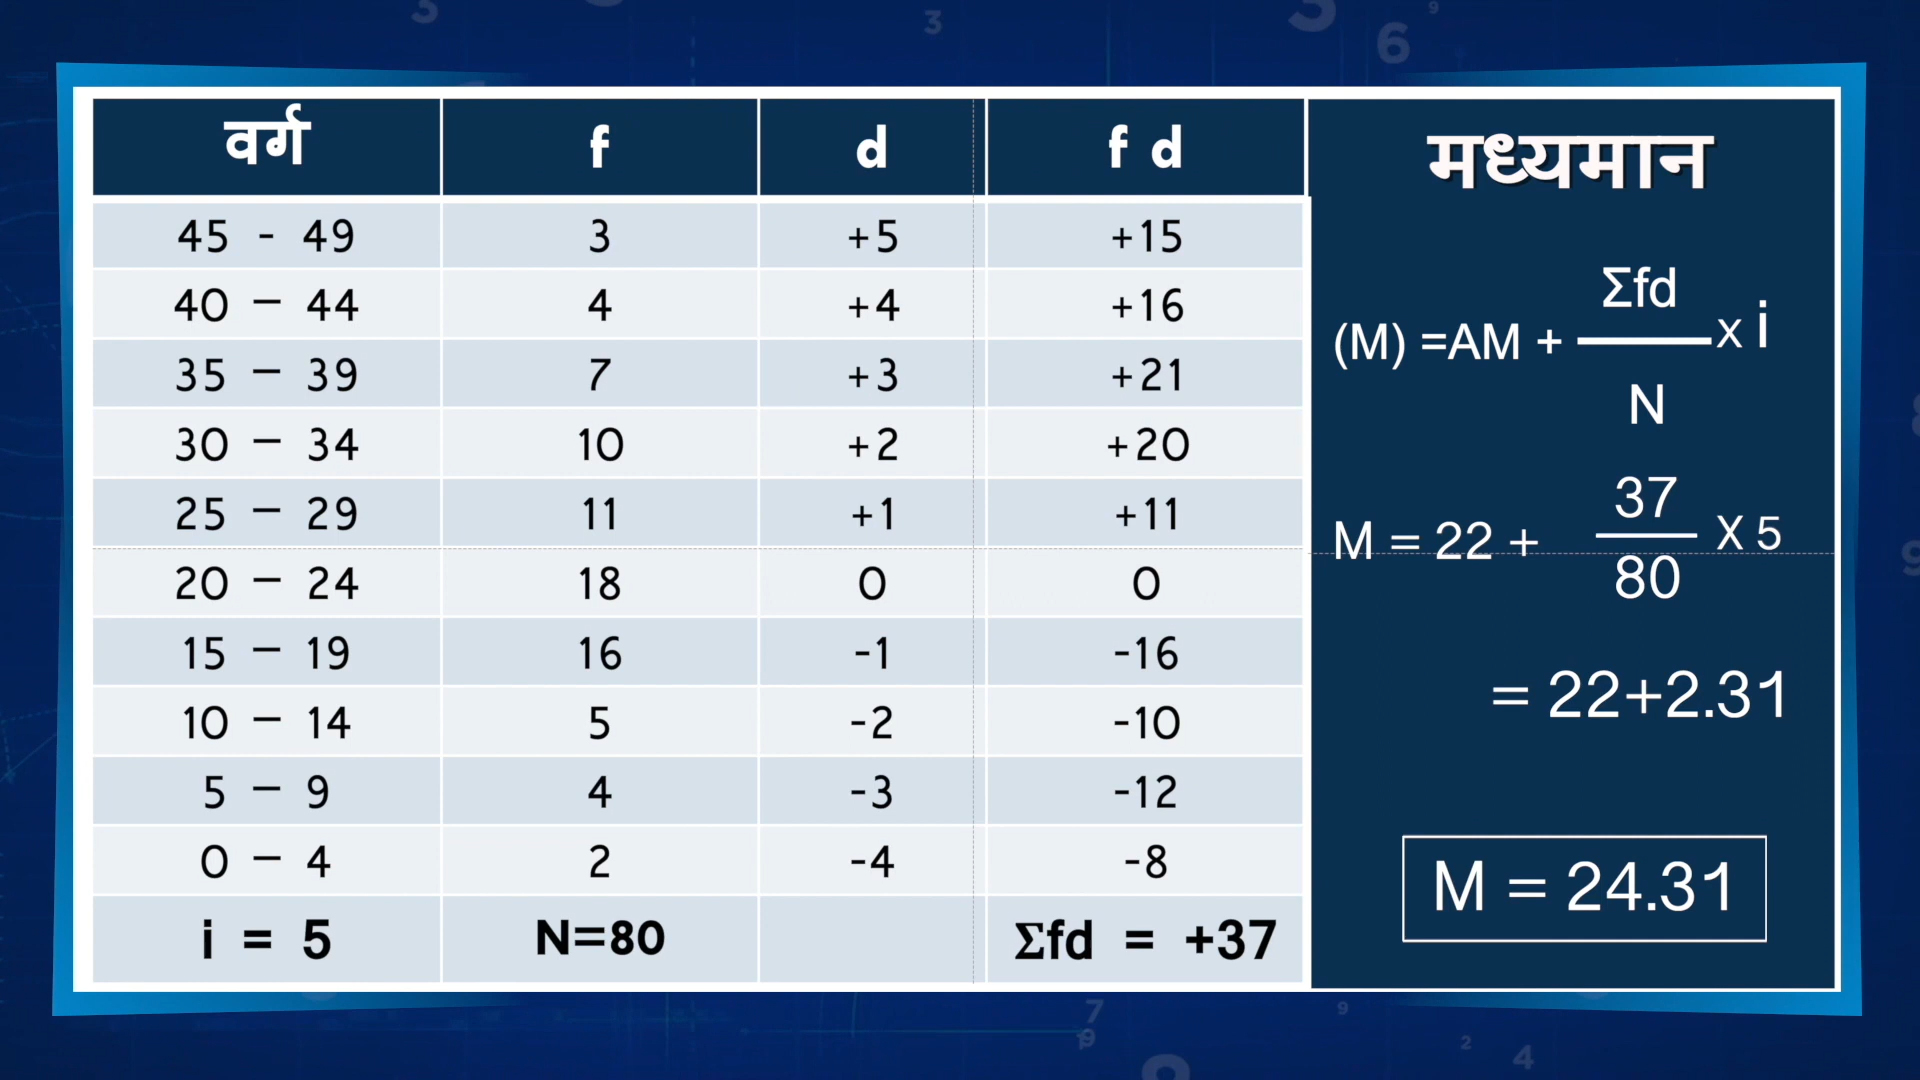 वर्ग f d f d
45 - 49 3 +5 +15
40 – 44 4 +4 +16
35 – 39 7 +3 +21
30 – 34 10 +2 +20
25 – 29 11 +1 +11
20 – 24 18 0 0
15 – 19 16 -1 -16
10 – 14 5 -2 -10
5 – 9 4 -3 -12
0 – 4 2 -4 -8
i = 5 N=80 Σfd = +37
मध्यमान
Σfd
(M) =AM + x i
N
37
M = 22 + X 5
80
= 22+2.31
M = 24.31